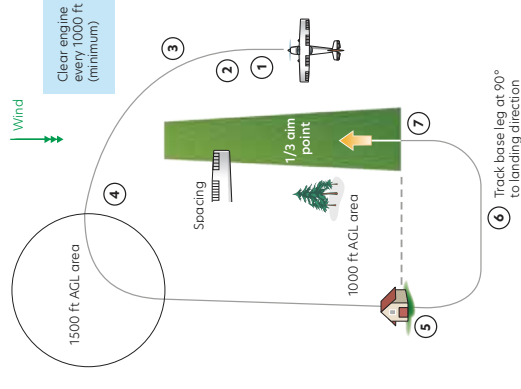 Wind
Clear engine
every 1000 ft
(minimum)
3
2
1
4
1500 ft AGL area
Spacing
1/3 aim
point
1000 ft AGL area
7
5
6
Track base leg at 90°
to landing direction